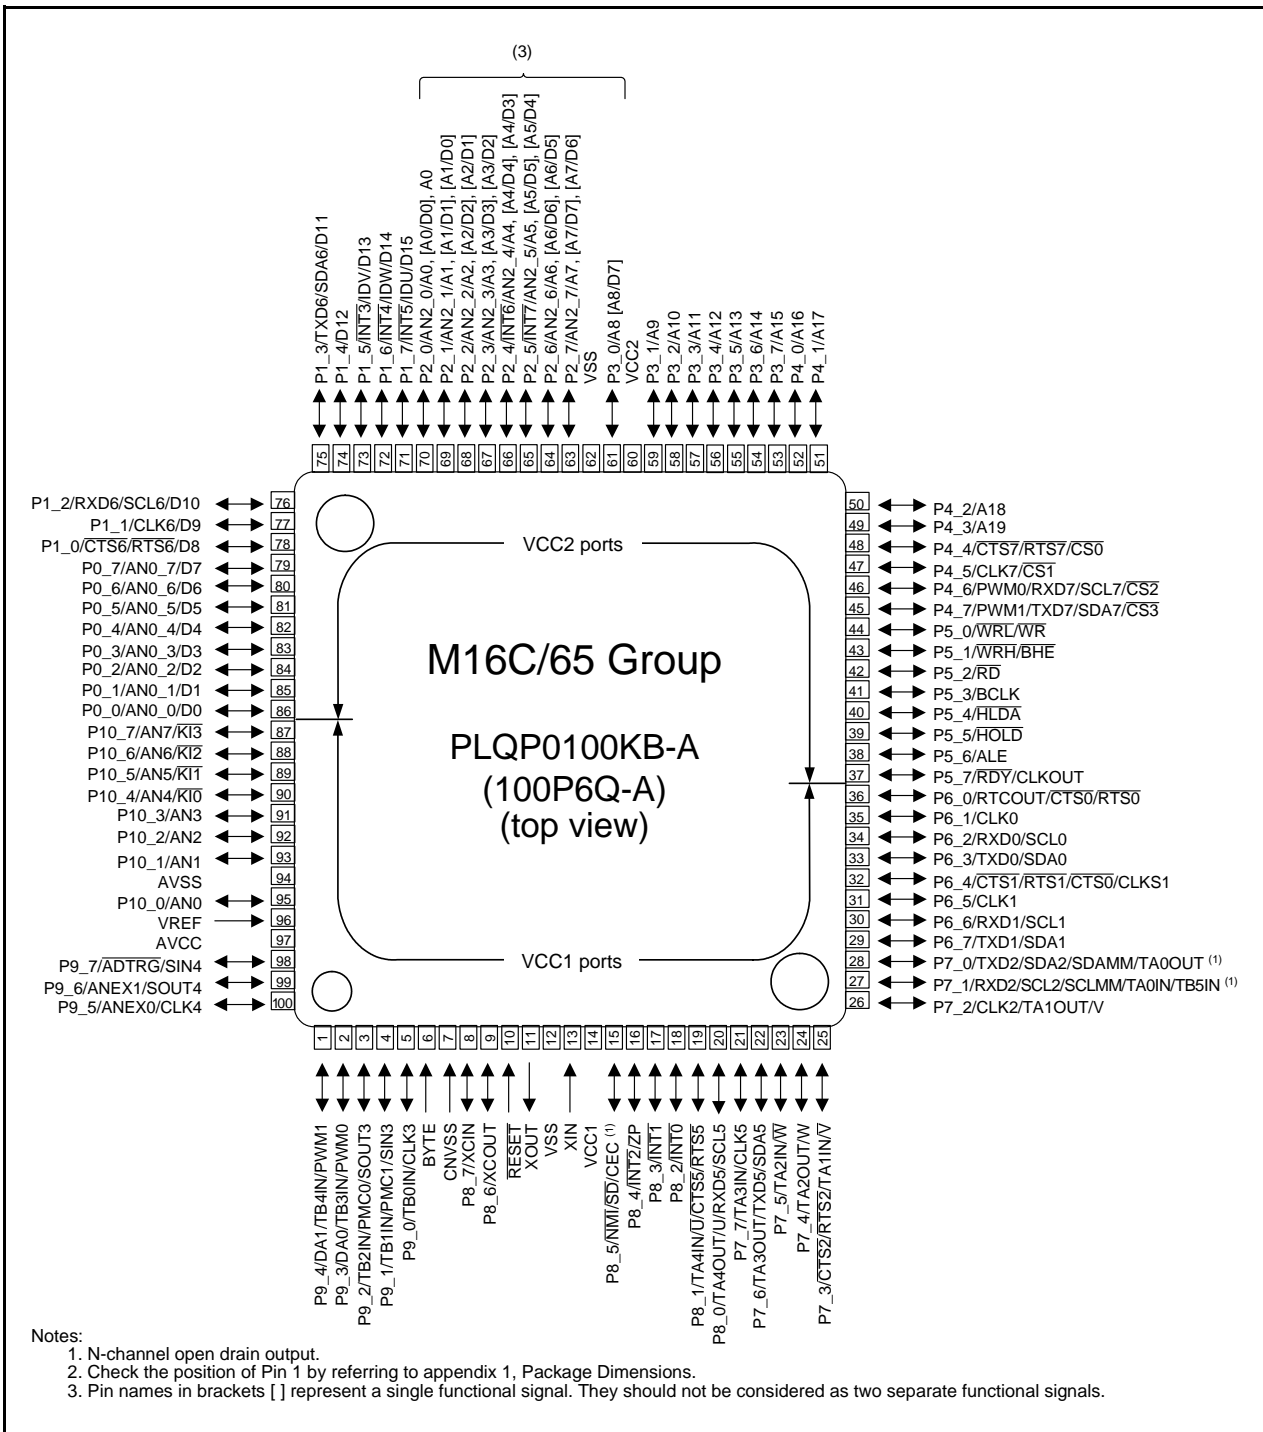 (3)
P1_3/TXD6/SDA6/D11
P1_4/D12
P1_5/INT3/IDV/D13
P1_6/INT4/IDW/D14
P1_7/INT5/IDU/D15
P2_0/AN2_0/A0, [A0/D0], A0
P2_1/AN2_1/A1, [A1/D1], [A1/D0]
P2_2/AN2_2/A2, [A2/D2], [A2/D1]
P2_3/AN2_3/A3, [A3/D3], [A3/D2]
P2_4/INT6/AN2_4/A4, [A4/D4], [A4/D3]
P2_5/INT7/AN2_5/A5, [A5/D5], [A5/D4]
P2_6/AN2_6/A6, [A6/D6], [A6/D5]
P2_7/AN2_7/A7, [A7/D7], [A7/D6]
VSS
P3_0/A8 [A8/D7]
VCC2
P3_1/A9
P3_2/A10
P3_3/A11
P3_4/A12
P3_5/A13
P3_6/A14
P3_7/A15
P4_0/A16
P4_1/A17
75 74 73 72 71 70 69 68 67 66 65 64 63 62 61 60 59 58 57 56 55 54 53 52 51
P1_2/RXD6/SCL6/D10 76
P1_1/CLK6/D9 77
P1_0/CTS6/RTS6/D8 78
P0_7/AN0_7/D7 79
P0_6/AN0_6/D6 80
P0_5/AN0_5/D5 81
P0_4/AN0_4/D4 82
P0_3/AN0_3/D3 83
P0_2/AN0_2/D2 84
P0_1/AN0_1/D1 85
P0_0/AN0_0/D0 86
P10_7/AN7/KI3 87
P10_6/AN6/KI2 88
P10_5/AN5/KI1 89
P10_4/AN4/KI0 90
P10_3/AN3 91
P10_2/AN2 92
P10_1/AN1 93
AVSS 94
P10_0/AN0 95
VREF 96
AVCC 97
P9_7/ADTRG/SIN4 98
P9_6/ANEX1/SOUT4 99
P9_5/ANEX0/CLK4 100
VCC2 ports
M16C/65 Group
PLQP0100KB-A
(100P6Q-A)
(top view)
VCC1 ports
50 P4_2/A18
49 P4_3/A19
48 P4_4/CTS7/RTS7/CS0
47 P4_5/CLK7/CS1
46 P4_6/PWM0/RXD7/SCL7/CS2
45 P4_7/PWM1/TXD7/SDA7/CS3
44 P5_0/WRL/WR
43 P5_1/WRH/BHE
42 P5_2/RD
41 P5_3/BCLK
40 P5_4/HLDA
39 P5_5/HOLD
38 P5_6/ALE
37 P5_7/RDY/CLKOUT
36 P6_0/RTCOUT/CTS0/RTS0
35 P6_1/CLK0
34 P6_2/RXD0/SCL0
33 P6_3/TXD0/SDA0
32 P6_4/CTS1/RTS1/CTS0/CLKS1
31 P6_5/CLK1
30 P6_6/RXD1/SCL1
29 P6_7/TXD1/SDA1
28 P7_0/TXD2/SDA2/SDAMM/TA0OUT (1)
27 P7_1/RXD2/SCL2/SCLMM/TA0IN/TB5IN (1)
26 P7_2/CLK2/TA1OUT/V
1 2 3 4 5 6 7 8 9 10 11 12 13 14 15 16 17 18 19 20 21 22 23 24 25
P9_4/DA1/TB4IN/PWM1
P9_3/DA0/TB3IN/PWM0
P9_2/TB2IN/PMC0/SOUT3
P9_1/TB1IN/PMC1/SIN3
P9_0/TB0IN/CLK3
BYTE
CNVSS
P8_7/XCIN
P8_6/XCOUT
RESET
XOUT
VSS
XIN
VCC1
P8_5/NMI/SD/CEC (1)
P8_4/INT2/ZP
P8_3/INT1
P8_2/INT0
P8_1/TA4IN/U/CTS5/RTS5
P8_0/TA4OUT/U/RXD5/SCL5
P7_7/TA3IN/CLK5
P7_6/TA3OUT/TXD5/SDA5
P7_5/TA2IN/W
P7_4/TA2OUT/W
P7_3/CTS2/RTS2/TA1IN/V
Notes:
1. N-channel open drain output.
2. Check the position of Pin 1 by referring to appendix 1, Package Dimensions.
3. Pin names in brackets [ ] represent a single functional signal. They should not be considered as two separate functional signals.